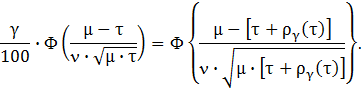 γ/100 · Φ((μ − τ)/(ν · √(μ · τ))) = Φ{(μ − [τ + ρ_γ(τ)])/(ν · √(μ · [τ + ρ_γ(τ)]))}.